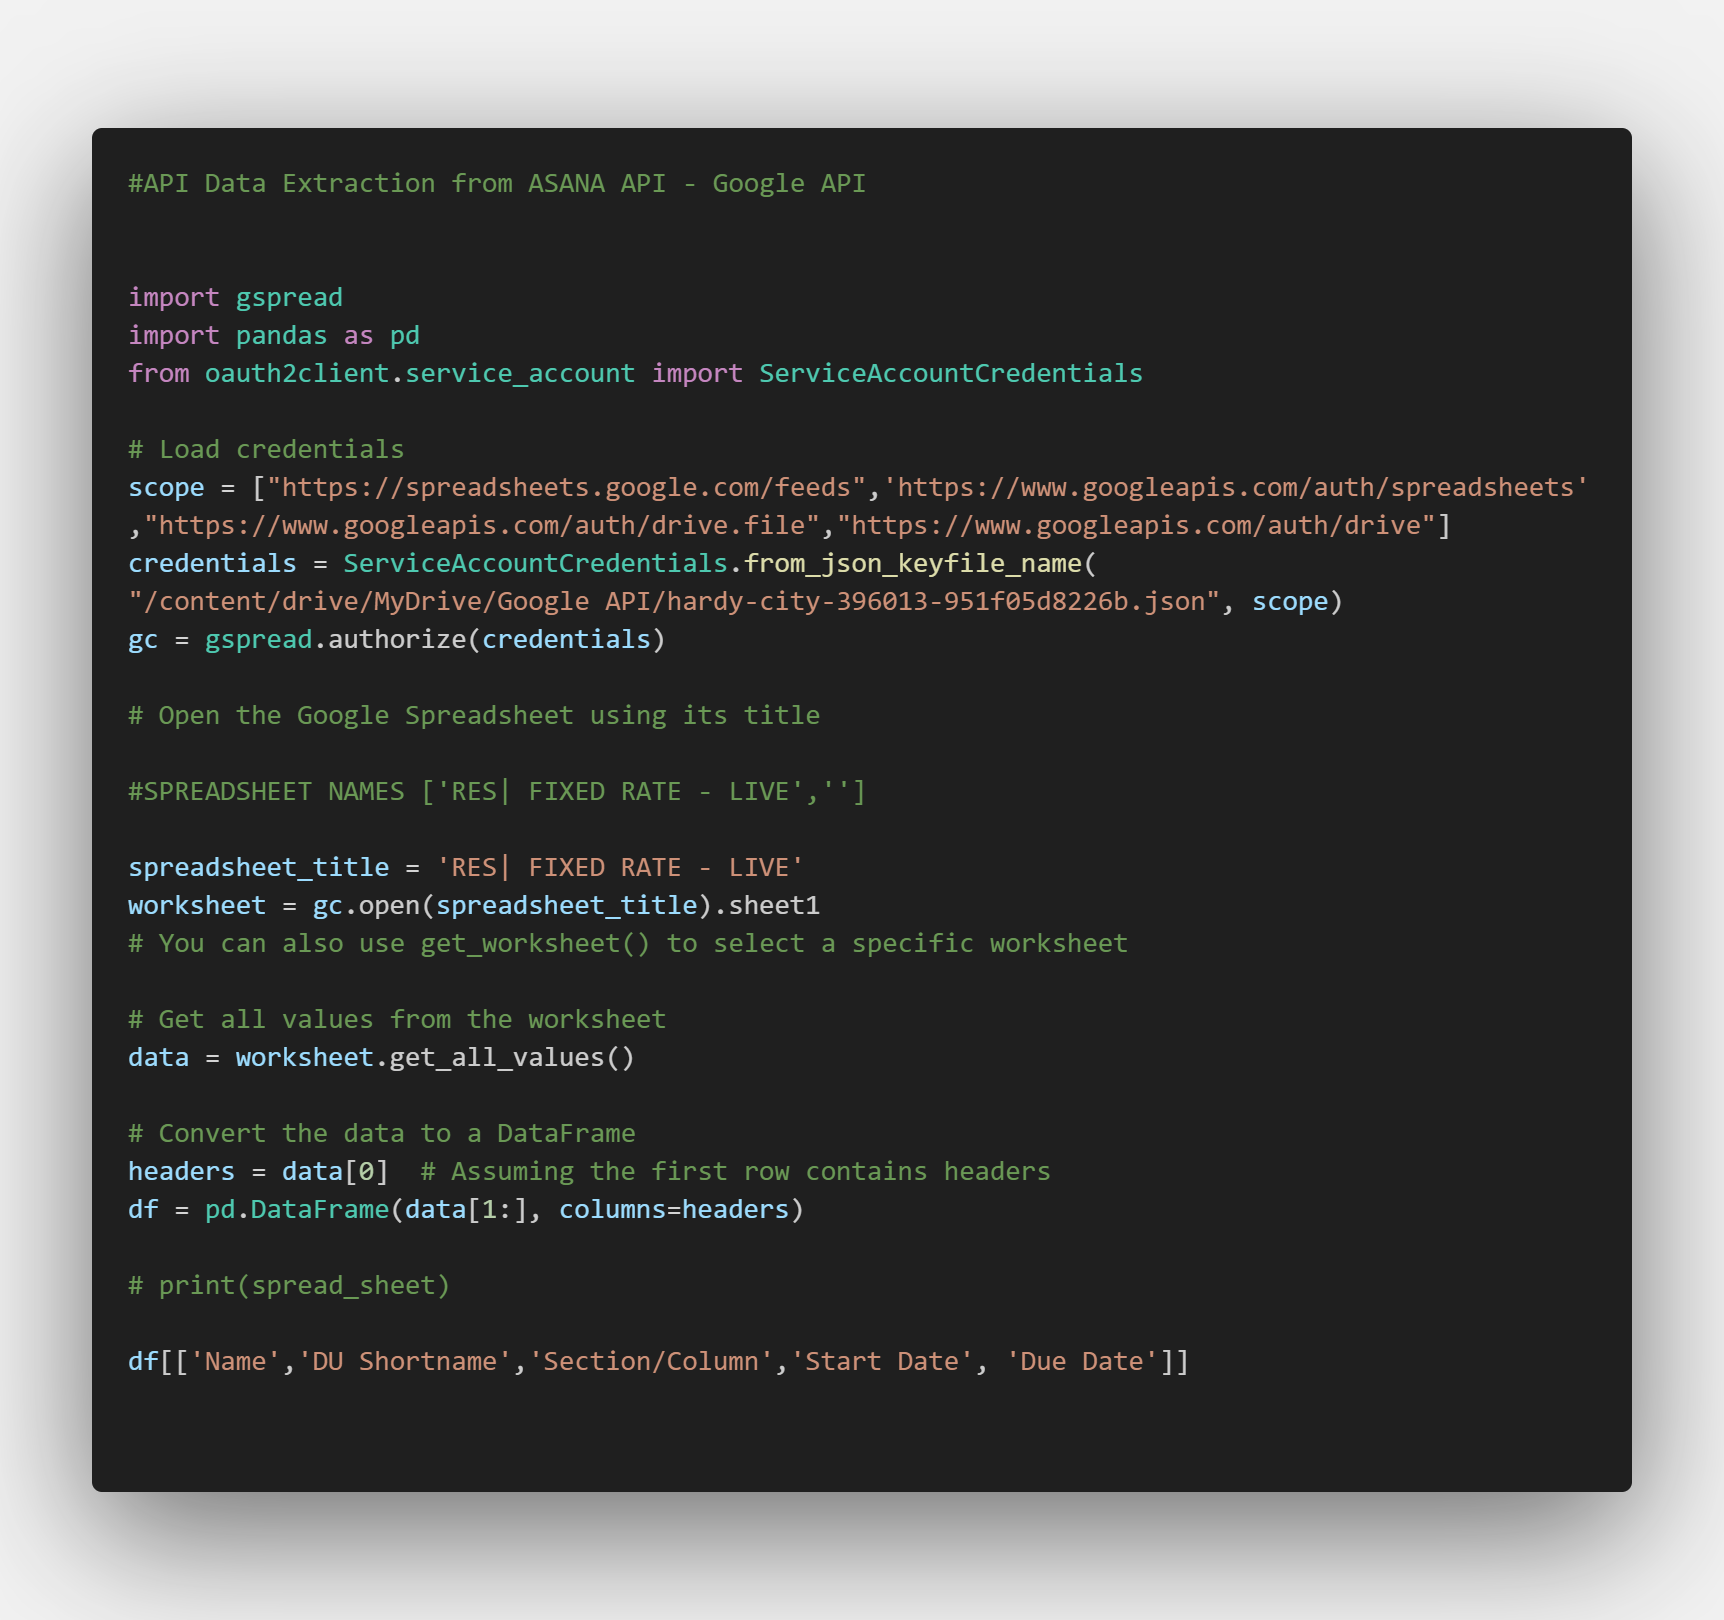 #API Data Extraction from ASANA API - Google API
import gspread
import pandas as pd
from oauth2client.service_account import ServiceAccountCredentials
# Load credentials
scope = ["https://spreadsheets.google.com/feeds",'https://www.googleapis.com/auth/spreadsheets'
,"https://www.googleapis.com/auth/drive.file","https://www.googleapis.com/auth/drive"]
credentials = ServiceAccountCredentials.from_json_keyfile_name(
"/content/drive/MyDrive/Google API/hardy-city-396013-951f05d8226b.json", scope)
gc = gspread.authorize(credentials)
# Open the Google Spreadsheet using its title
#SPREADSHEET NAMES ['RES| FIXED RATE - LIVE','']
spreadsheet_title = 'RES| FIXED RATE - LIVE'
worksheet = gc.open(spreadsheet_title).sheet1
# You can also use get_worksheet() to select a specific worksheet
# Get all values from the worksheet
data = worksheet.get_all_values()
# Convert the data to a DataFrame
headers = data[0]  # Assuming the first row contains headers
df = pd.DataFrame(data[1:], columns=headers)
# print(spread_sheet)
df[['Name','DU Shortname','Section/Column','Start Date', 'Due Date']]